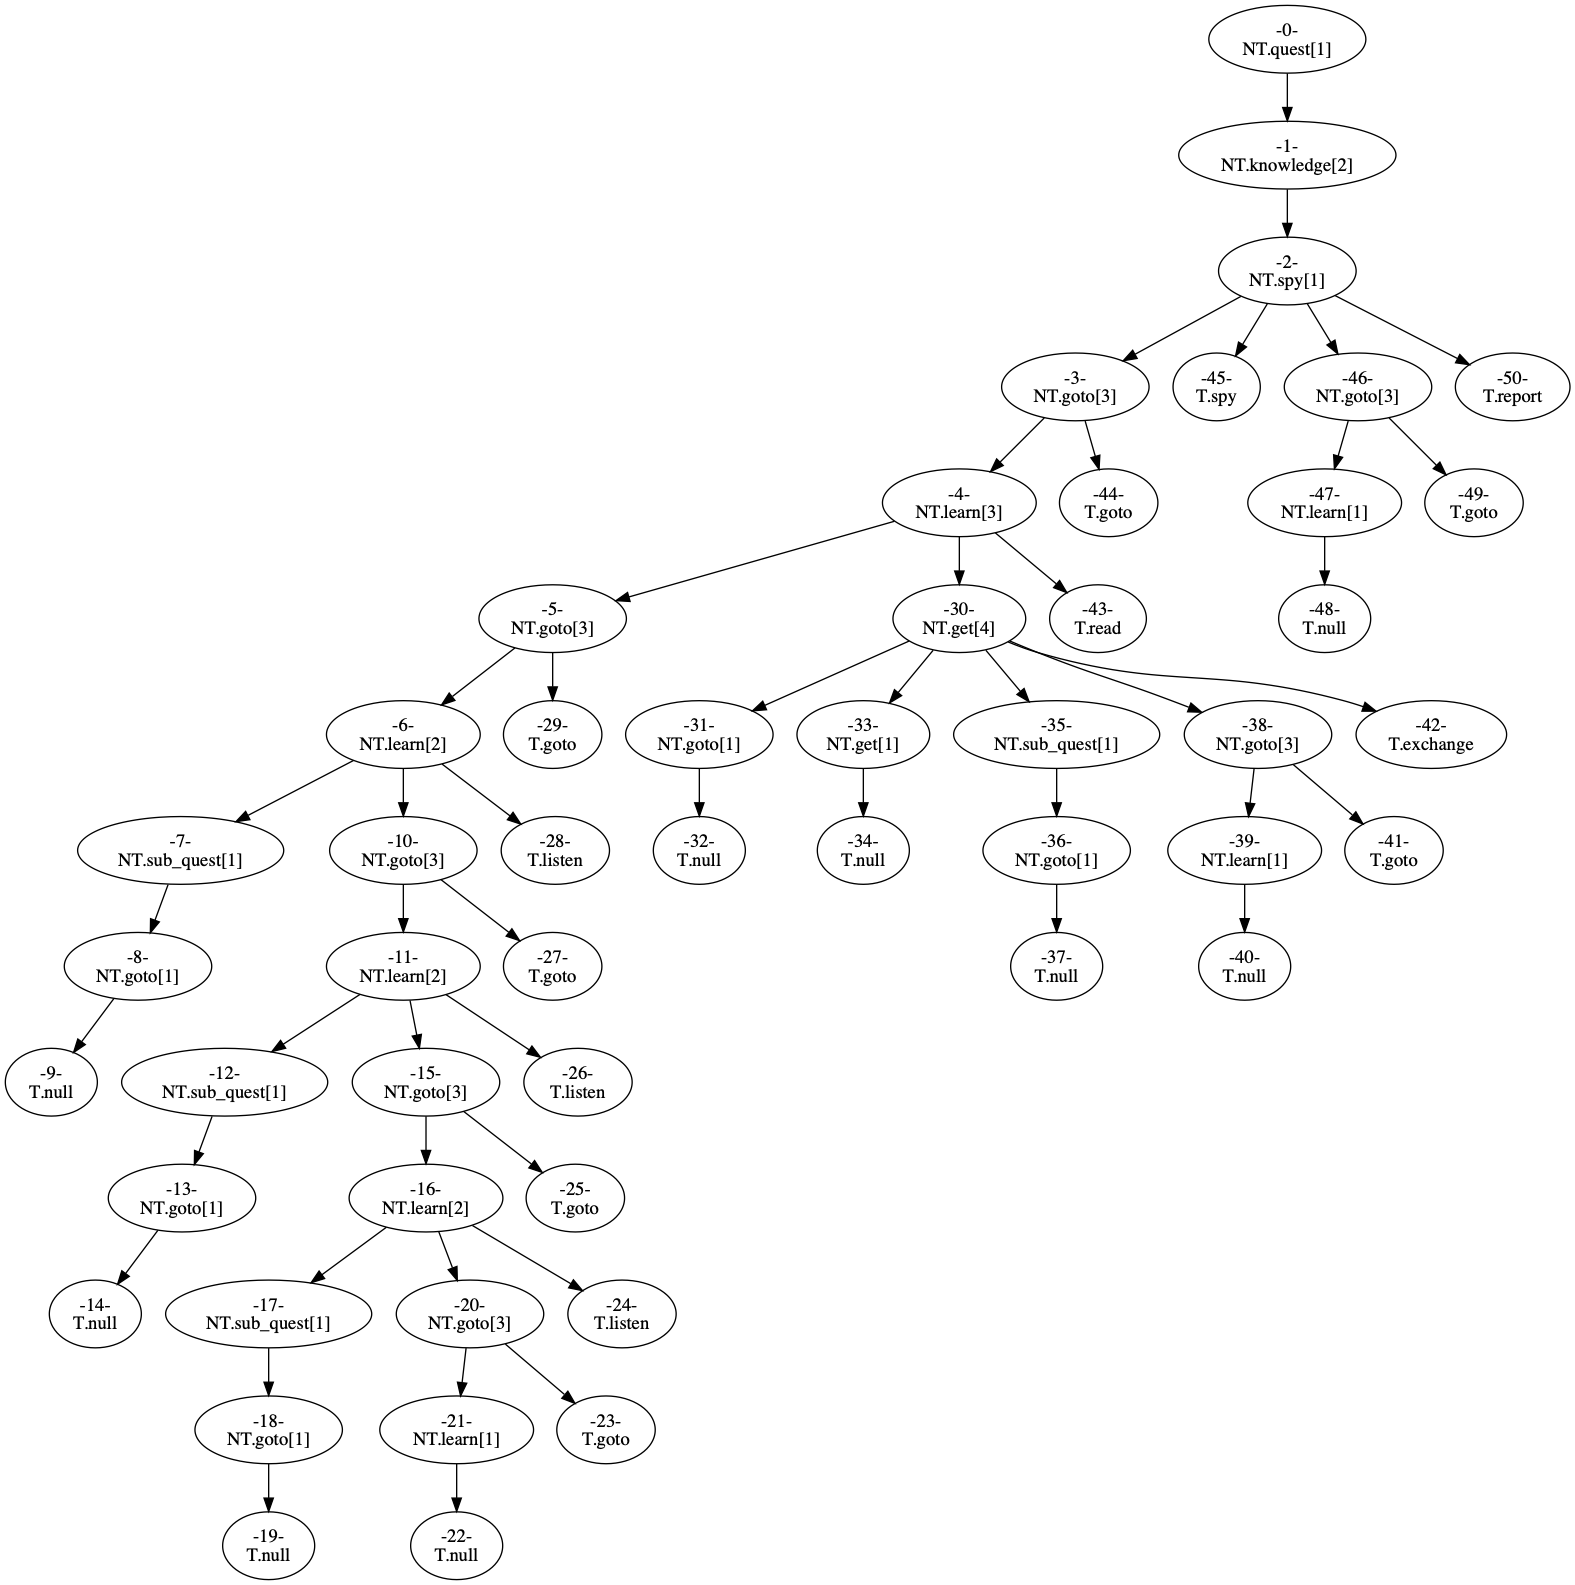 -0-
NT.quest[1]
-1-
NT.knowledge[2]
-2-
NT.spy[1]
-3-
NT.goto[3]
-45-
T.spy
-46-
NT.goto[3]
-50-
T.report
-4-
NT.learn[3]
-44-
T.goto
-47-
NT.learn[1]
-49-
T.goto
-5-
NT.goto[3]
-30-
NT.get[4]
-43-
T.read
-48-
T.null
-6-
NT.learn[2]
-29-
T.goto
-31-
NT.goto[1]
-33-
NT.get[1]
-35-
NT.sub_quest[1]
-38-
NT.goto[3]
-42-
T.exchange
-7-
NT.sub_quest[1]
-10-
NT.goto[3]
-28-
T.listen
-32-
T.null
-34-
T.null
-36-
NT.goto[1]
-39-
NT.learn[1]
-41-
T.goto
-8-
NT.goto[1]
-11-
NT.learn[2]
-27-
T.goto
-37-
T.null
-40-
T.null
-9-
T.null
-12-
NT.sub_quest[1]
-15-
NT.goto[3]
-26-
T.listen
-13-
NT.goto[1]
-16-
NT.learn[2]
-25-
T.goto
-14-
T.null
-17-
NT.sub_quest[1]
-20-
NT.goto[3]
-24-
T.listen
-18-
NT.goto[1]
-21-
NT.learn[1]
-23-
T.goto
-19-
T.null
-22-
T.null